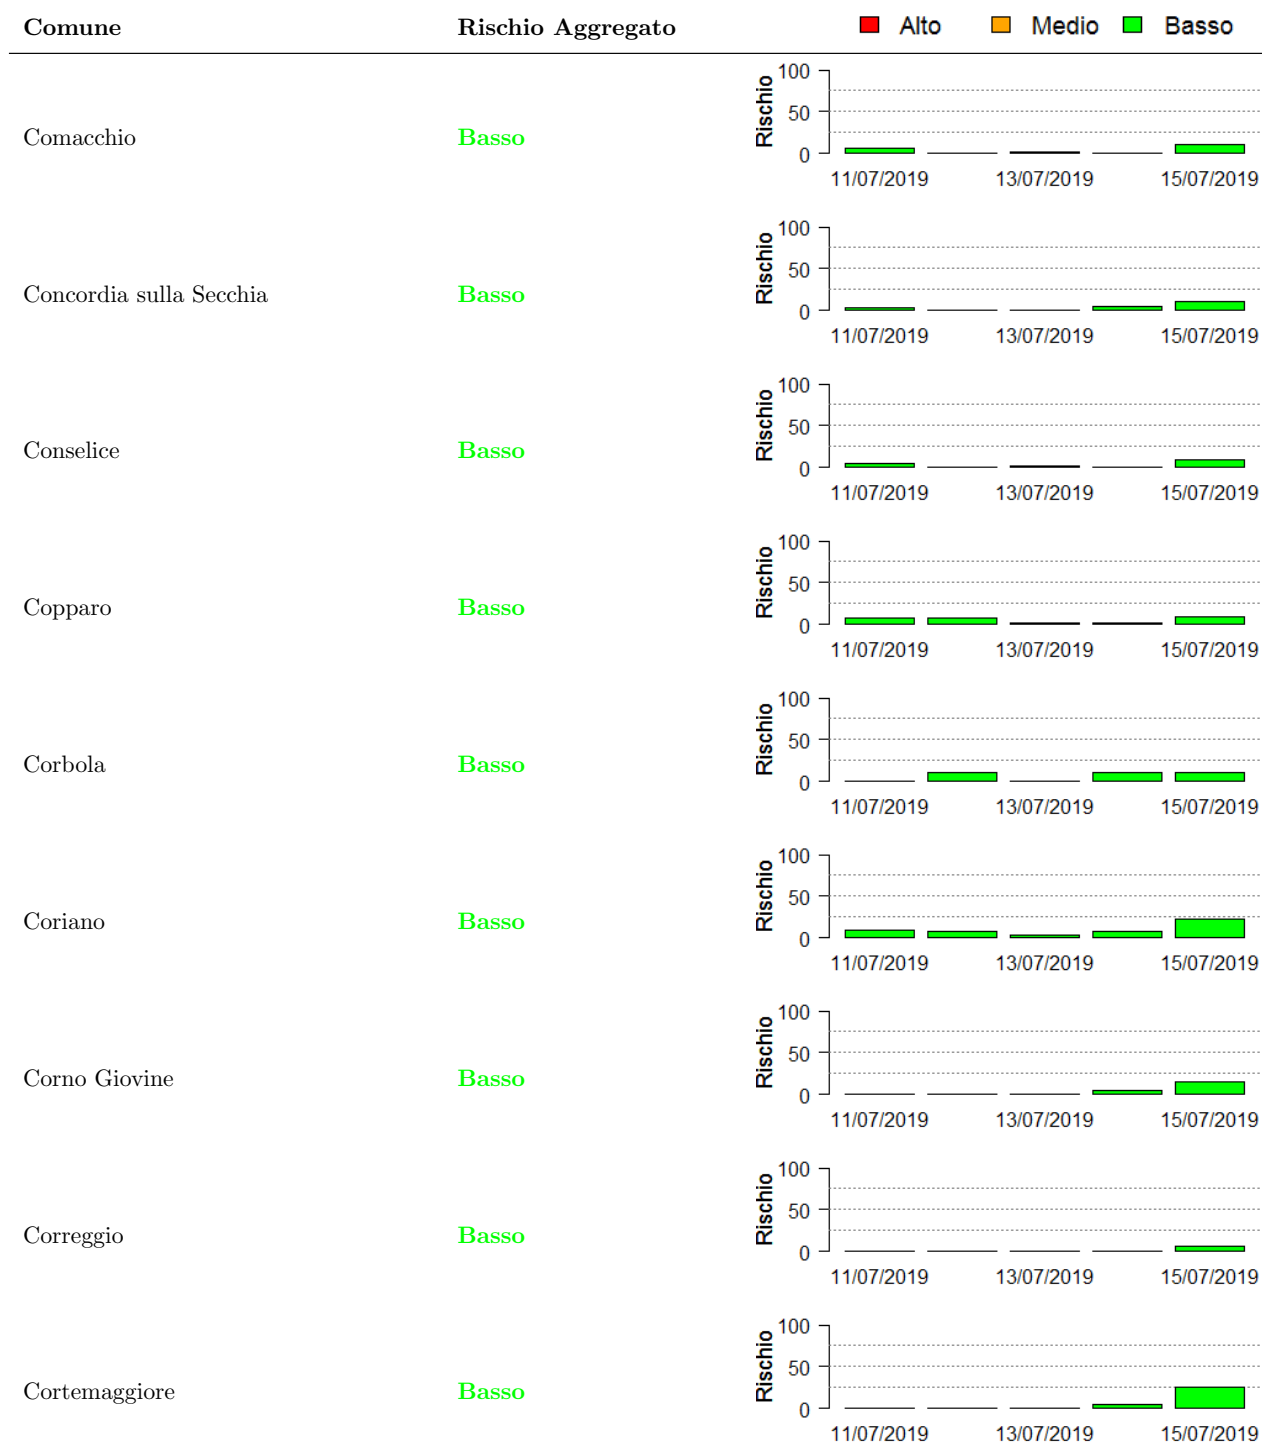 Comune Rischio Aggregato Alto Medio Basso
Comacchio Basso Rischio 100 50 0
11/07/2019 13/07/2019 15/07/2019
Concordia sulla Secchia Basso Rischio 100 50 0
11/07/2019 13/07/2019 15/07/2019
Conselice Basso Rischio 100 50 0
11/07/2019 13/07/2019 15/07/2019
Copparo Basso Rischio 100 50 0
11/07/2019 13/07/2019 15/07/2019
Corbola Basso Rischio 100 50 0
11/07/2019 13/07/2019 15/07/2019
Coriano Basso Rischio 100 50 0
11/07/2019 13/07/2019 15/07/2019
Corno Giovine Basso Rischio 100 50 0
11/07/2019 13/07/2019 15/07/2019
Correggio Basso Rischio 100 50 0
11/07/2019 13/07/2019 15/07/2019
Cortemaggiore Basso Rischio 100 50 0
11/07/2019 13/07/2019 15/07/2019